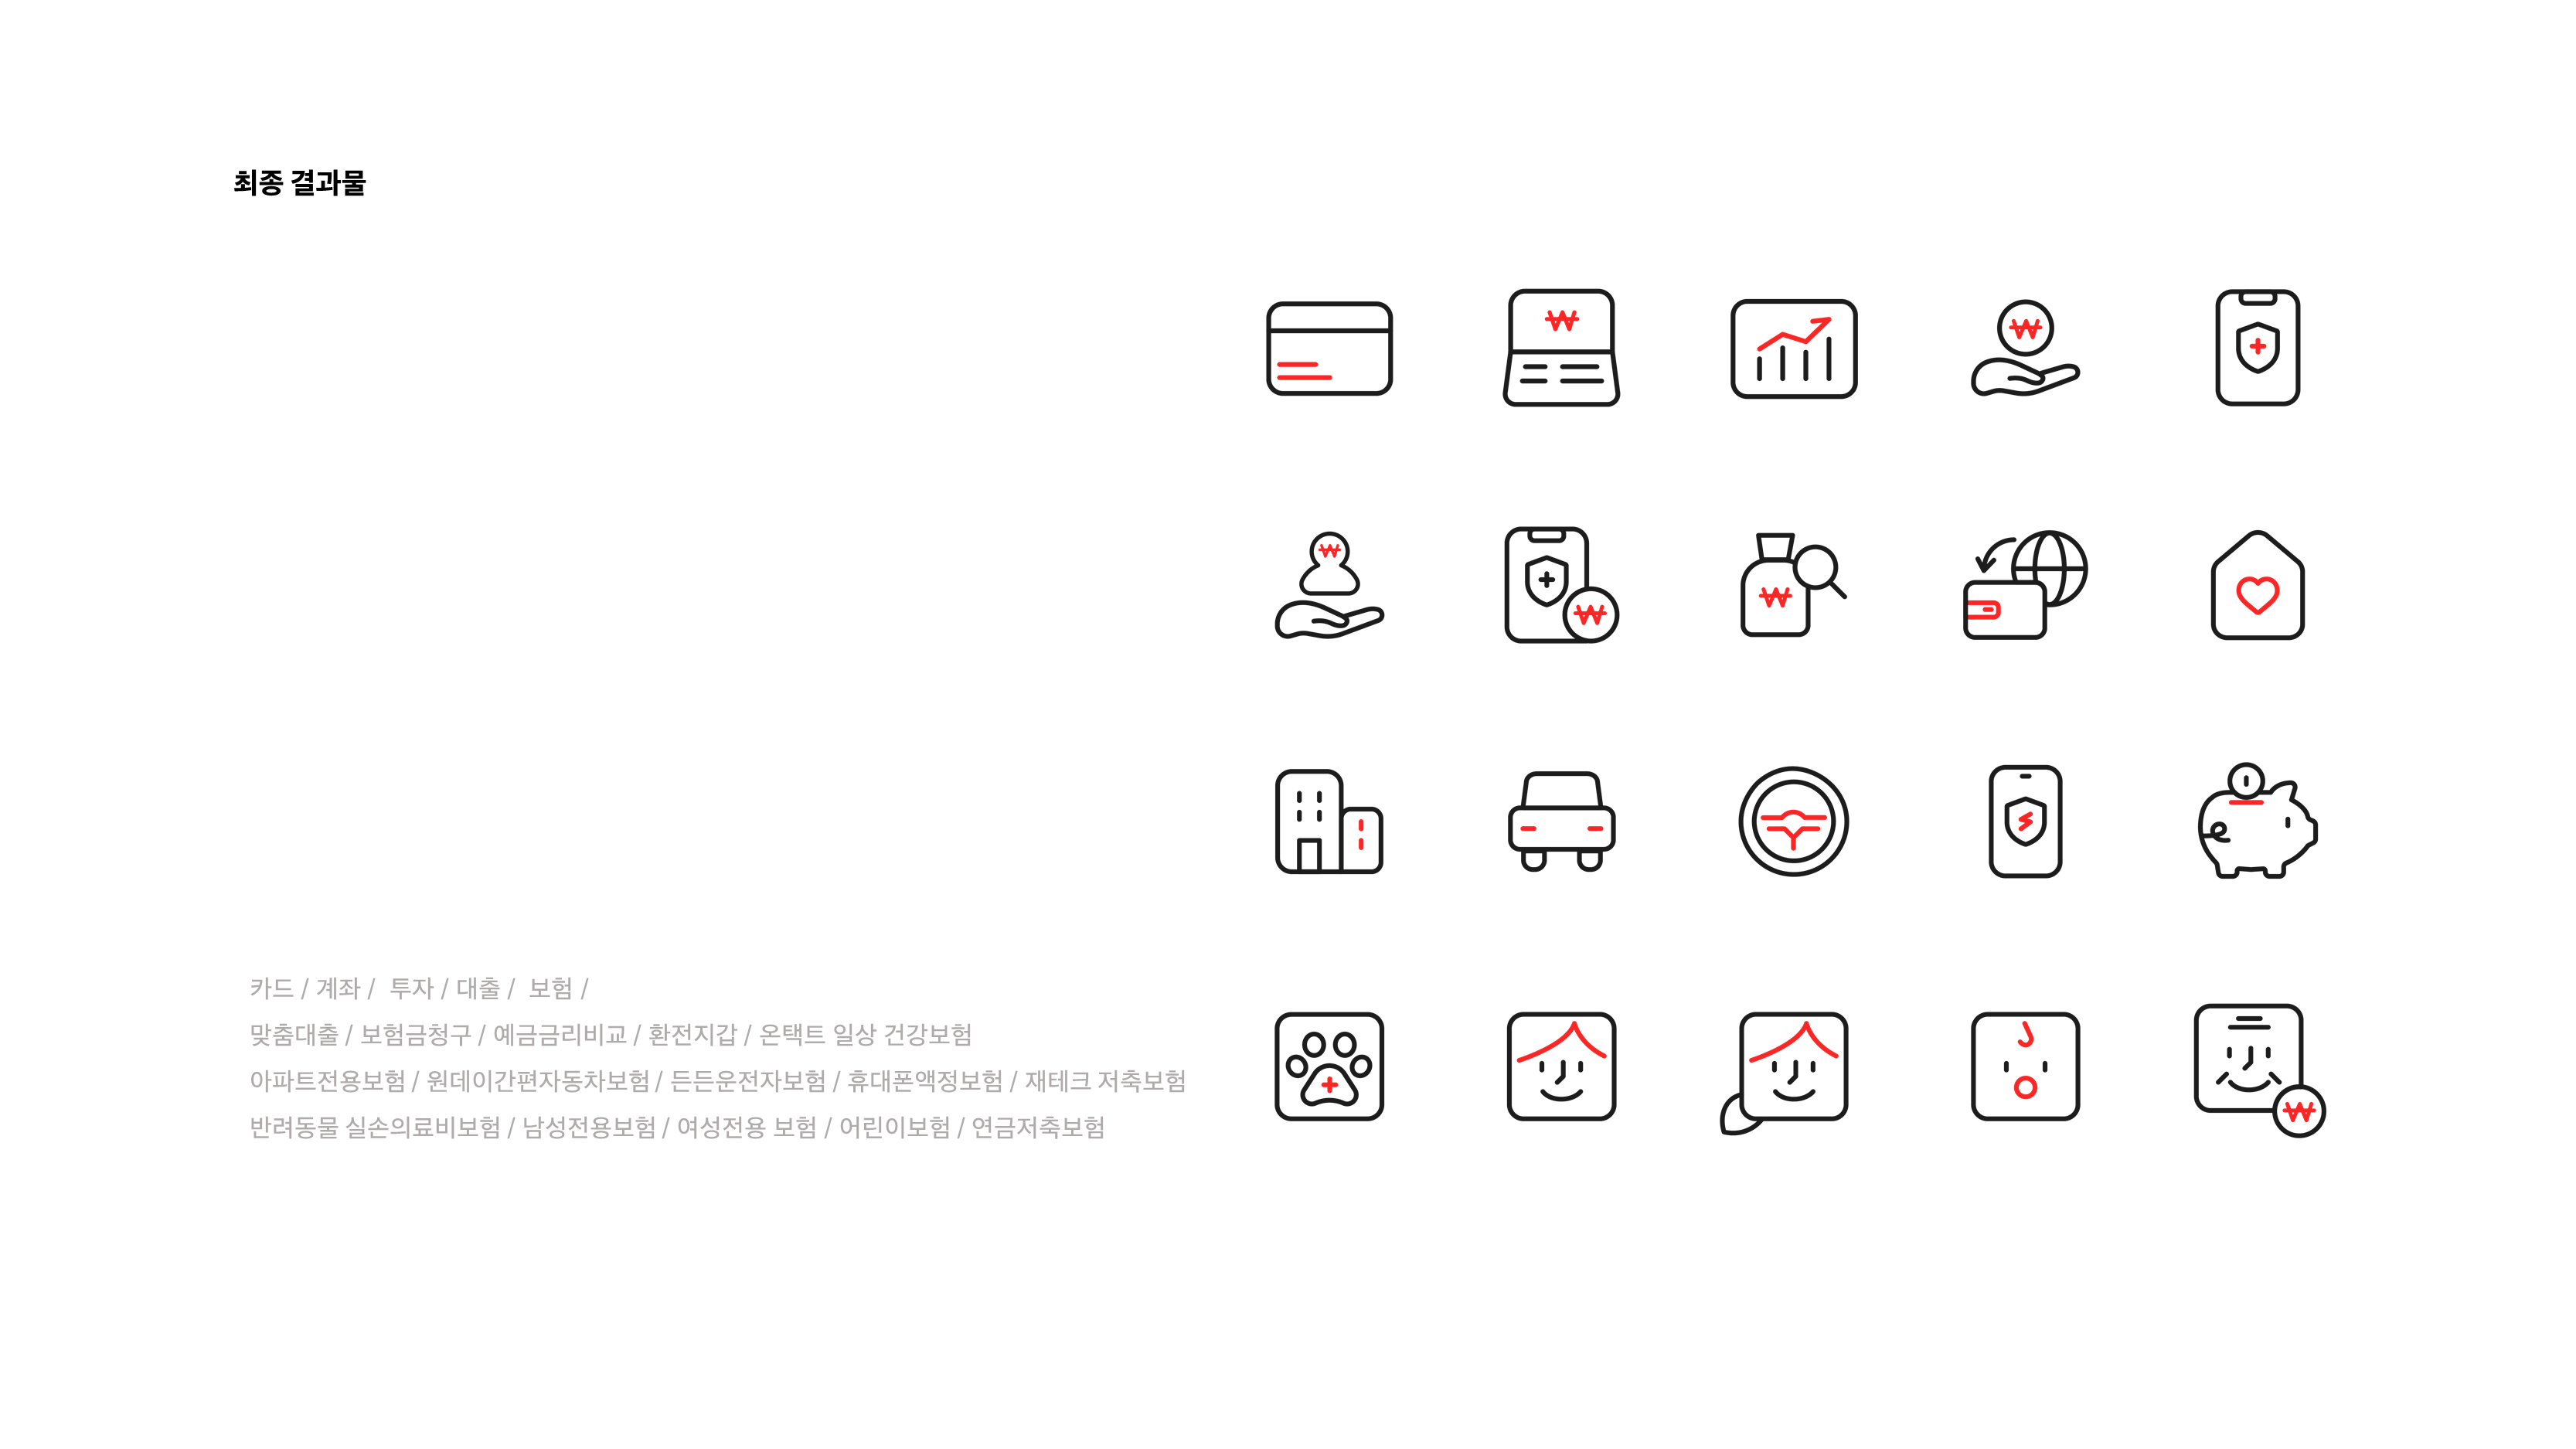 최종 결과물
₩
₩
₩
₩
₩
카드 / 계좌 / 투자 / 대출 / 보험 /
맞춤대출 / 보험금청구 / 예금금리비교 / 환전지갑 / 온택트 일상 건강보험
아파트전용보험 / 원데이간편자동차보험 / 든든운전자보험 / 휴대폰액정보험 / 재테크 저축보험
반려동물 실손의료비보험 / 남성전용보험 / 여성전용 보험 / 어린이보험 / 연금저축보험
₩